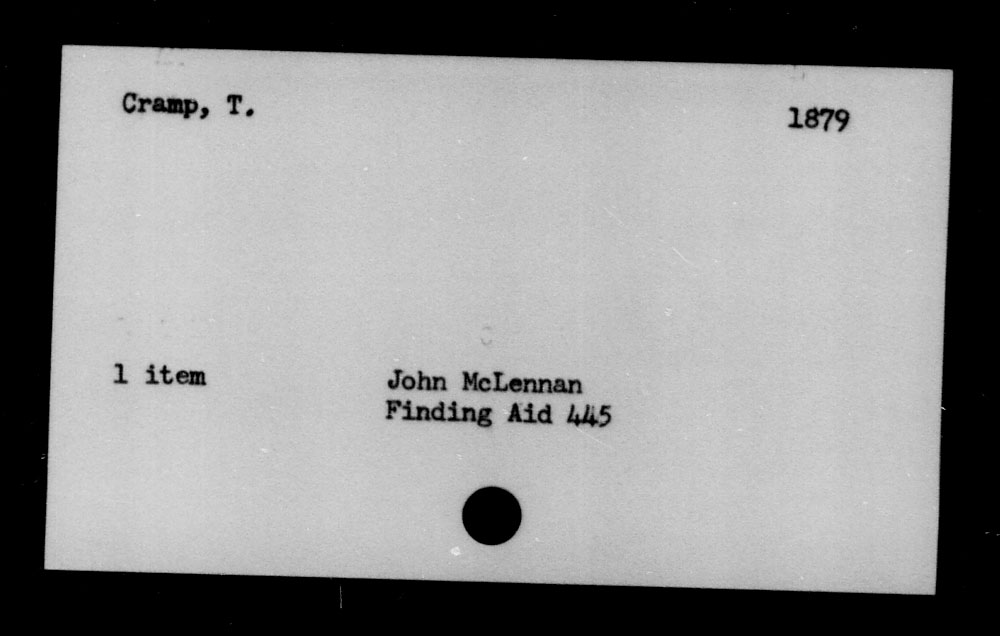 Cramp, T.
1879
1 item
John McLennan
Finding Aid 445